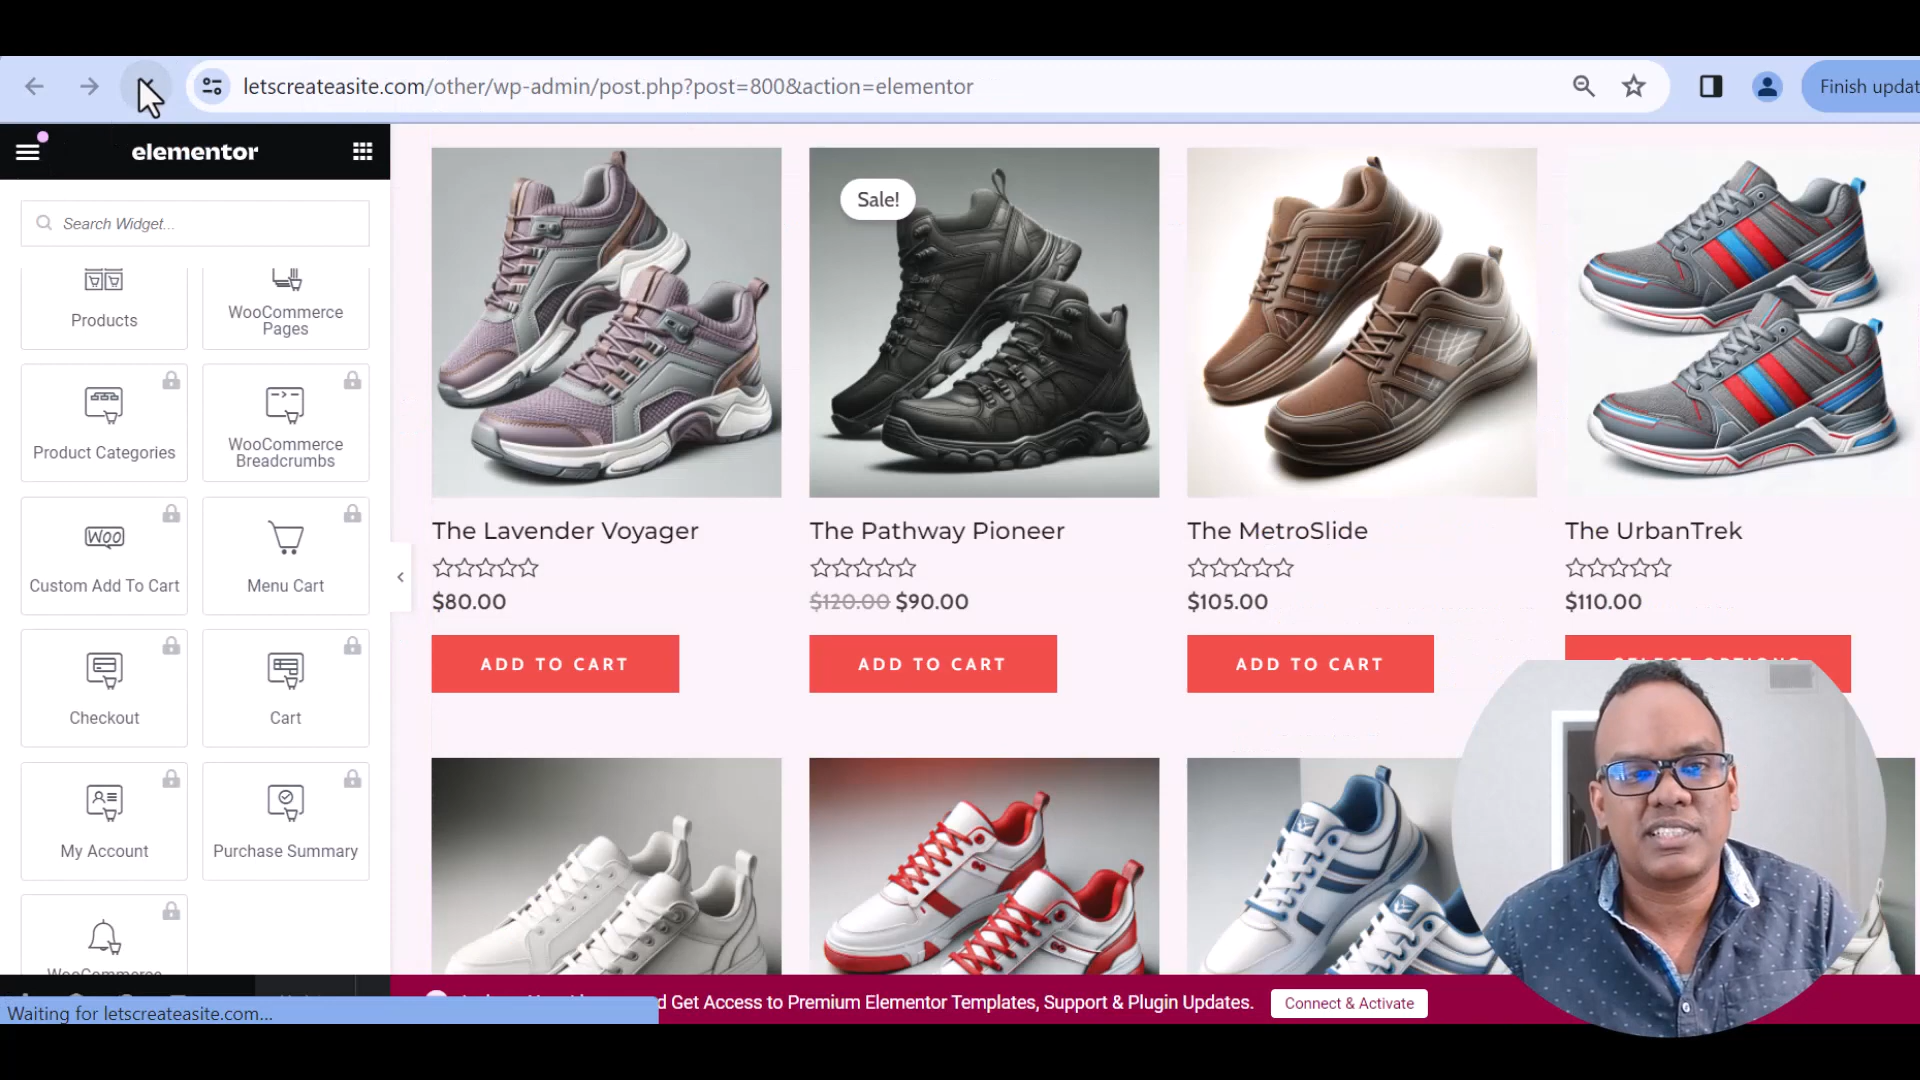 letscreateasite.com/other/wp-admin/post.php?post=800&action=elementor
Finish updat
elementor
Search Widget...
Products
WooCommerce
Pages
Product Categories
WooCommerce
Breadcrumbs
Woo
Custom Add To Cart
Menu Cart
Checkout
Cart
My Account
Purchase Summary
WooCommerce
Sale!
The Lavender Voyager
$80.00
ADD TO CART
The Pathway Pioneer
$120.00 $90.00
ADD TO CART
The MetroSlide
$105.00
ADD TO CART
The UrbanTrek
$110.00
SELECT OPTIONS
d Get Access to Premium Elementor Templates, Support & Plugin Updates.
Connect & Activate
Waiting for letscreateasite.com...